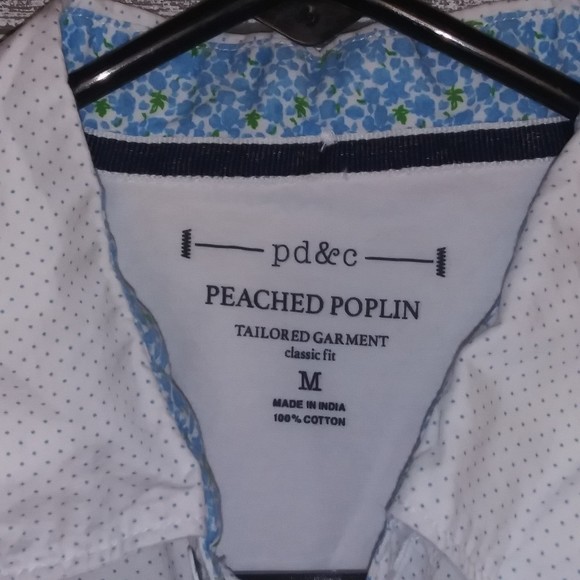 pd&c
PEACHED POPLIN
TAILORED GARMENT
classic fit
M
MADE IN INDIA
100% COTTON